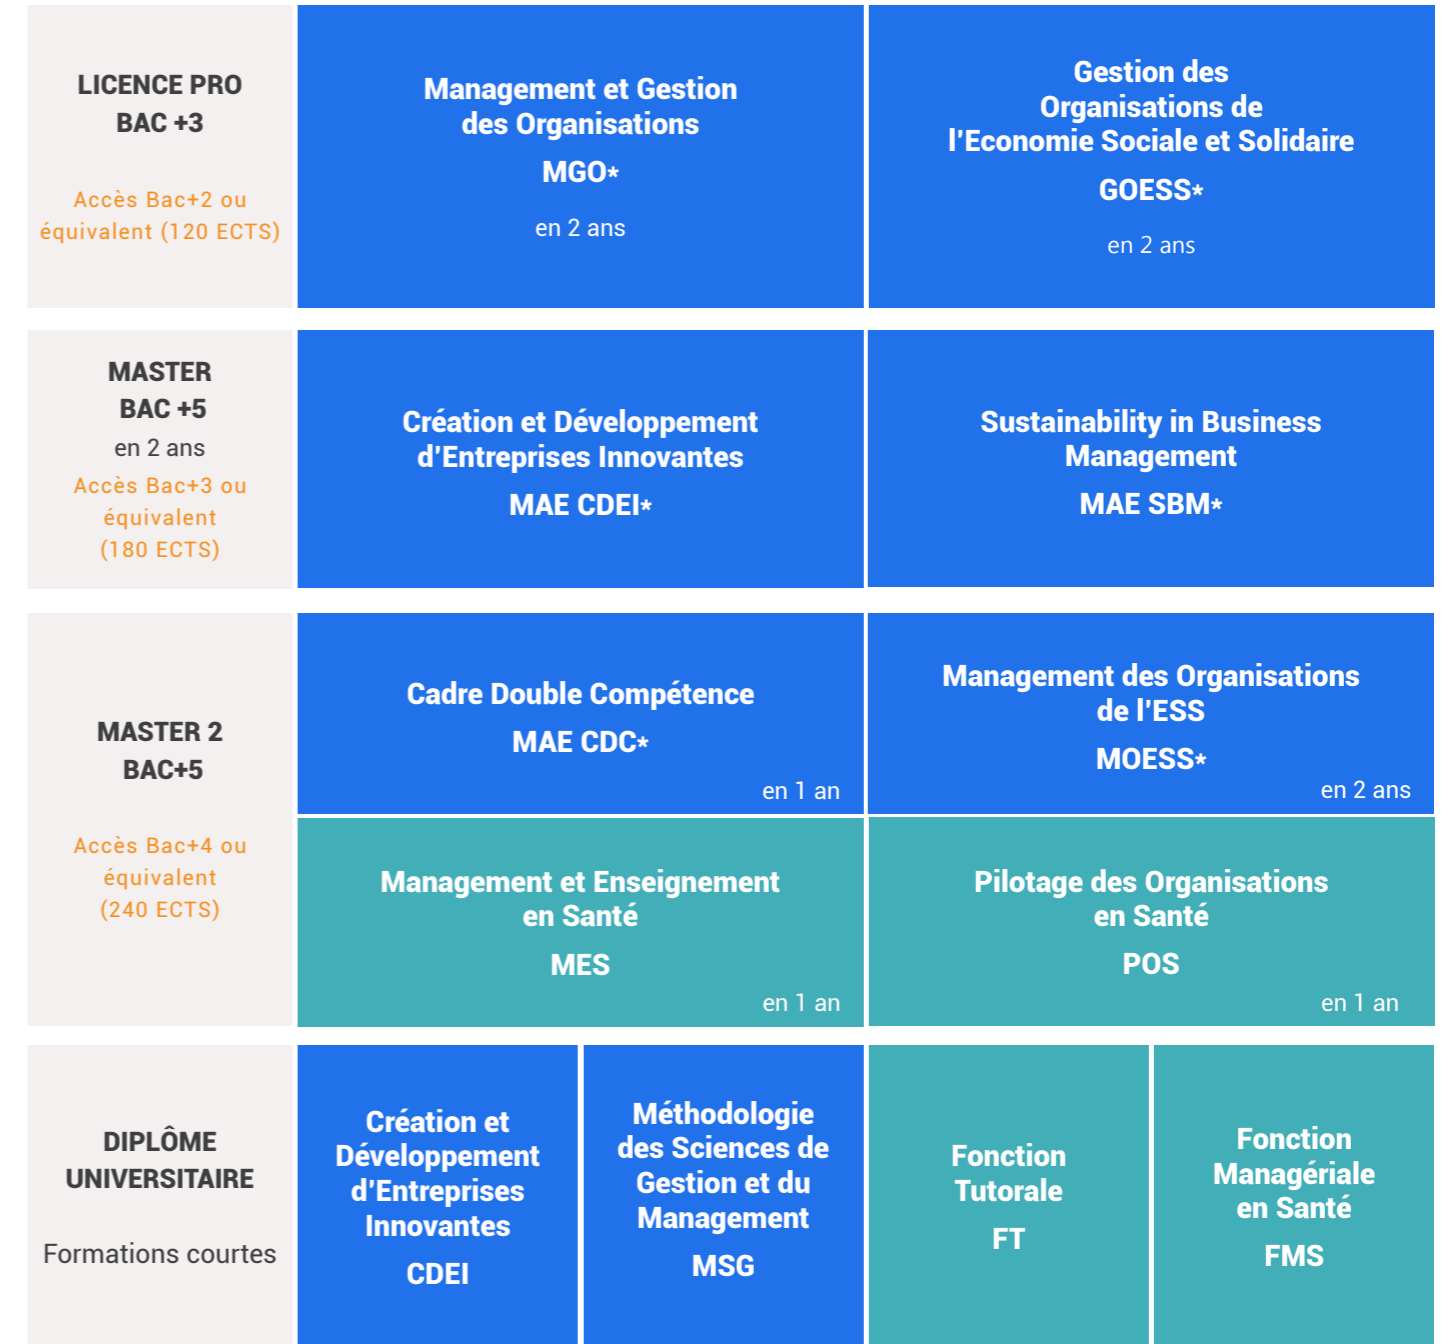 LICENCE PRO
BAC +3
Accès Bac+2 ou
équivalent (120 ECTS)
Management et Gestion
des Organisations
MGO*
en 2 ans
Gestion des
Organisations de
l'Economie Sociale et Solidaire
GOESS*
en 2 ans
MASTER
BAC +5
en 2 ans
Accès Bac+3 ou
équivalent
(180 ECTS)
Création et Développement
d'Entreprises Innovantes
MAE CDEI*
Sustainability in Business
Management
MAE SBM*
MASTER 2
BAC+5
Accès Bac+4 ou
équivalent
(240 ECTS)
Cadre Double Compétence
MAE CDC*
en 1 an
Management des Organisations
de l'ESS
MOESS*
en 2 ans
Management et Enseignement
en Santé
MES
en 1 an
Pilotage des Organisations
en Santé
POS
en 1 an
DIPLÔME
UNIVERSITAIRE
Formations courtes
Création et
Développement
d'Entreprises
Innovantes
CDEI
Méthodologie
des Sciences de
Gestion et du
Management
MSG
Fonction
Tutorale
FT
Fonction
Managériale
en Santé
FMS